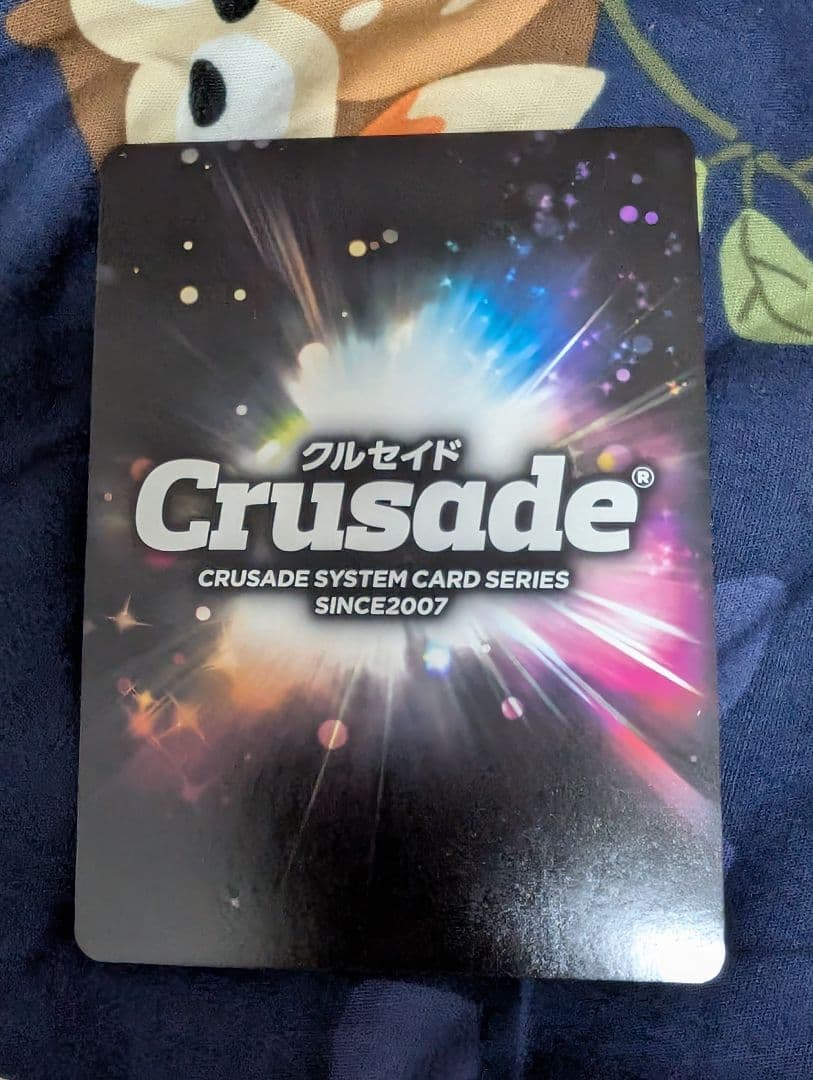 クルセイド
Crusade®
CRUSADE SYSTEM CARD SERIES
SINCE2007